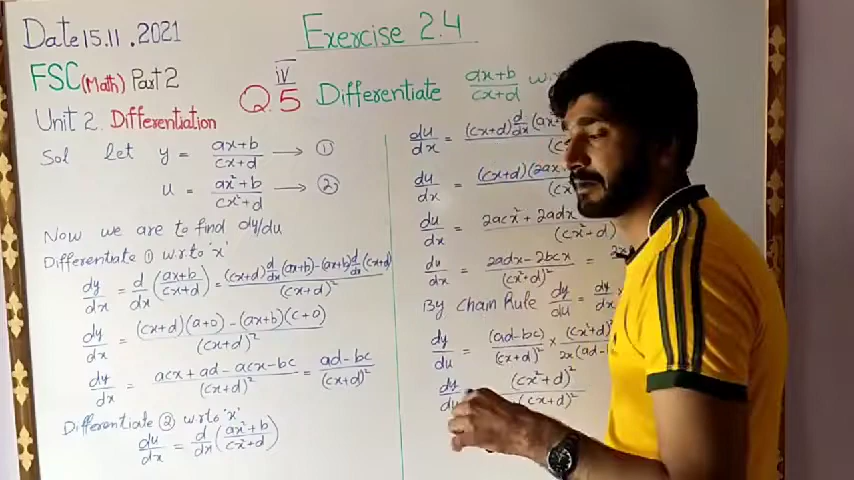 Date 15.11.2021
Exercise 2.4
FSC (Math) Part 2
iv
Q.5 Differentiate ax+b/cx+d
Unit 2. Differentiation
Sol let y = ax+b/cx+d → ①
u = ax²+b/cx²+d → ②
Now we are to find dy/du
Differentiate ① w.r.to 'x'
dy/dx = d/dx (ax+b/cx+d) = (cx+d) d/dx (ax+b) - (ax+b) d/dx (cx+d)/(cx+d)²
dy/dx = (cx+d)(a+0) - (ax+b)(c+0)/(cx+d)²
dy/dx = acx + ad - acx - bc/(cx+d)² = ad-bc/(cx+d)²
Differentiate ② w.r.to 'x'
du/dx = d/dx (ax²+b/cx²+d)
du/dx = (cx+d) d/dx (ax
du/dx = (cx+d)(2ax
du/dx = 2acx³ + 2adx/(cx²+d)
du/dx = 2adx - 2bcx/(cx²+d)² =
By Chain Rule dy/du = dy/dx ×
dy/du = (ad-bc)/(cx+d)² × (cx²+d)²/2x(ad-
dy/du (cx²+d)²/(cx+d)²